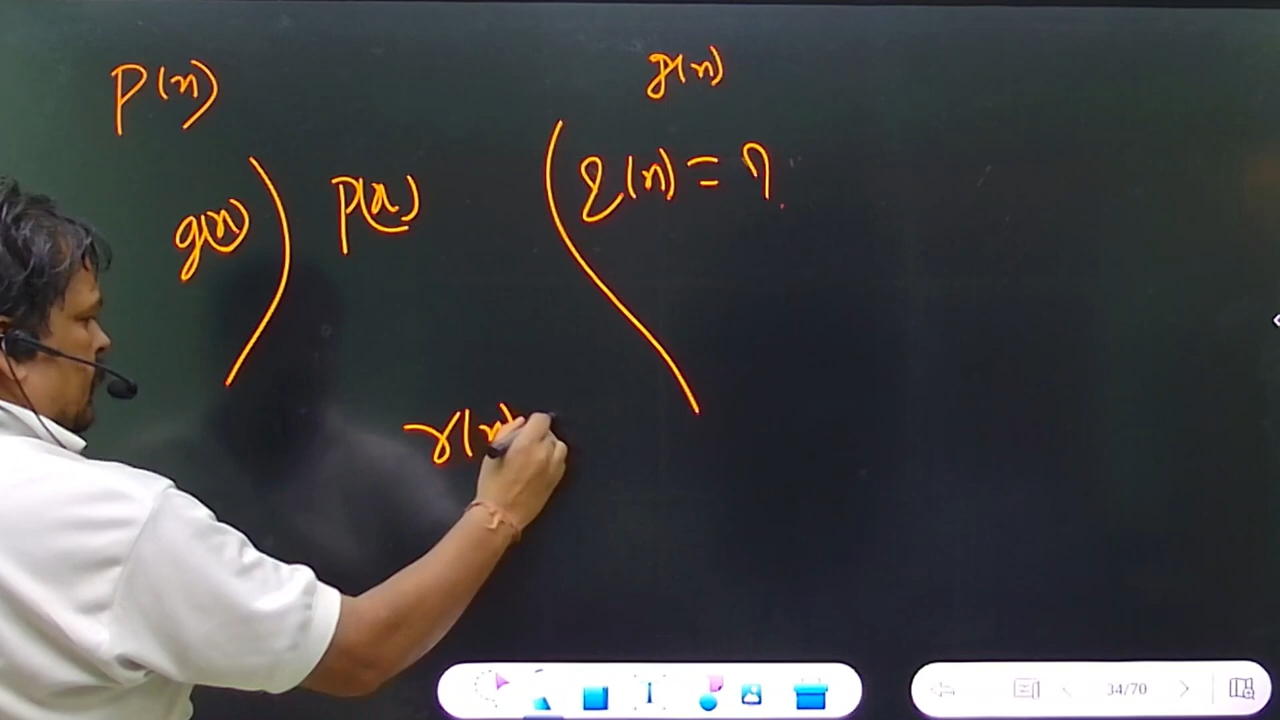 p(x) g(x)
g(x) ) p(x) ( q(x) = ?
r(x)
34/70